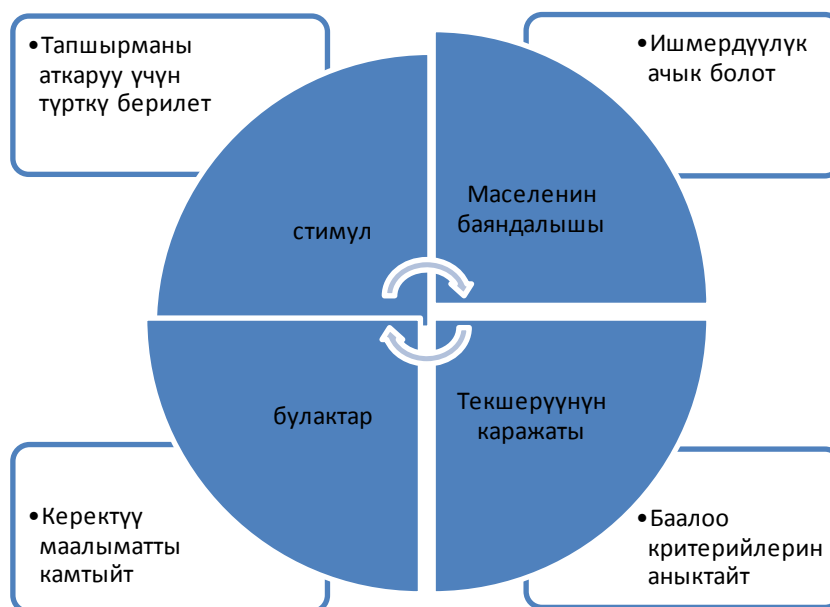 •Тапшырманы
аткаруу үчүн
түрткү берилет
•Ишмердүүлүк
ачык болот
стимул
Маселенин
баяндалышы
булактар
Текшерүүнүн
каражаты
•Керектүү
маалыматты
камтыйт
•Баалоо
критерийлерин
аныктайт